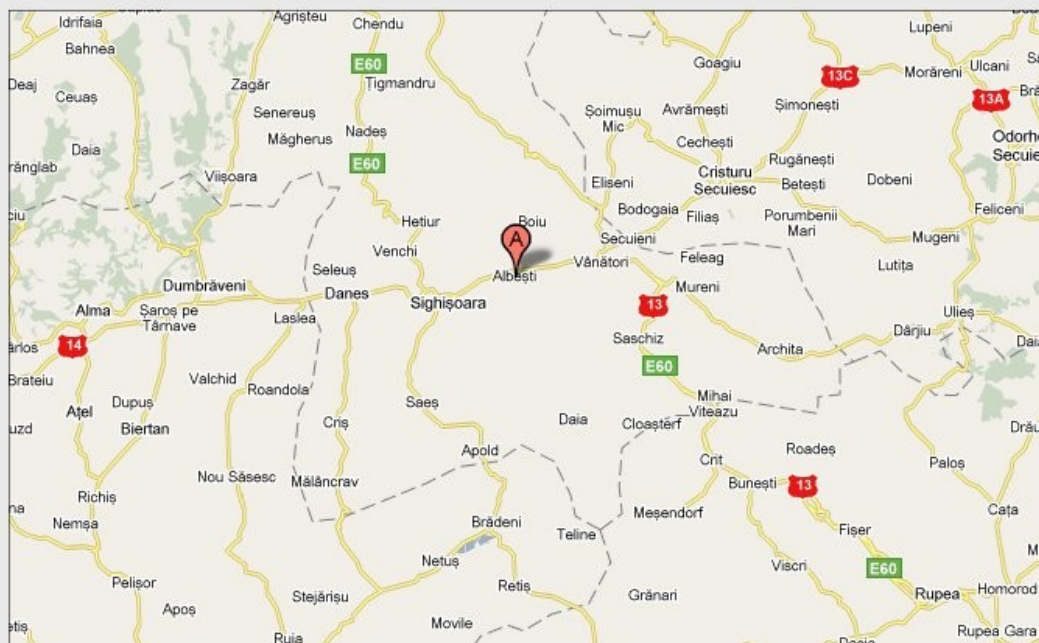 Agrișteu
Idrifaia
Chendu
Lupeni
Bahnea
E60
Goagiu
Ulcani
13C
Morăreni
Deaj
Zagăr
Țigmandru
Ceuaș
Șoimușu
Mic
Avrămești
Șimonești
13A
Senereuș
Nadeș
Măgherus
Daia
Cechești
Odorhe
Secuie
E60
Rugănești
Viișoara
Eliseni
Cristuru
Secuiesc
Betești
Dobeni
Bodogaia
Filiaș
Porumbenii
Mari
Feliceni
Hetiur
Boiu
Secuieni
Mugeni
Venchi
A
Vânători
Feleag
Lutița
Seleuș
Albești
Dumbrăveni
Danes
Mureni
Sighișoara
13
Alma
Șaroș pe
Târnave
Laslea
Ulieș
Dârjiu
Saschiz
14
Archita
Daia
Brateiu
Valchid
Roandola
E60
Mihai
Viteazu
Dupuș
Saeș
Ațel
Criș
Daia
Cloașterf
Biertan
Apold
Roadeș
Crit
Paloș
Nou Săsesc
Mălâncrav
Bunești
13
Richiș
Meșendorf
Cața
Nemșa
Brădeni
Teline
Fișer
Netuș
Viscri
E60
Pelișor
Retiș
Stejărișu
Grănari
Rupea
Homorod
Apoș
Movile
Ruja
Rupea Gara